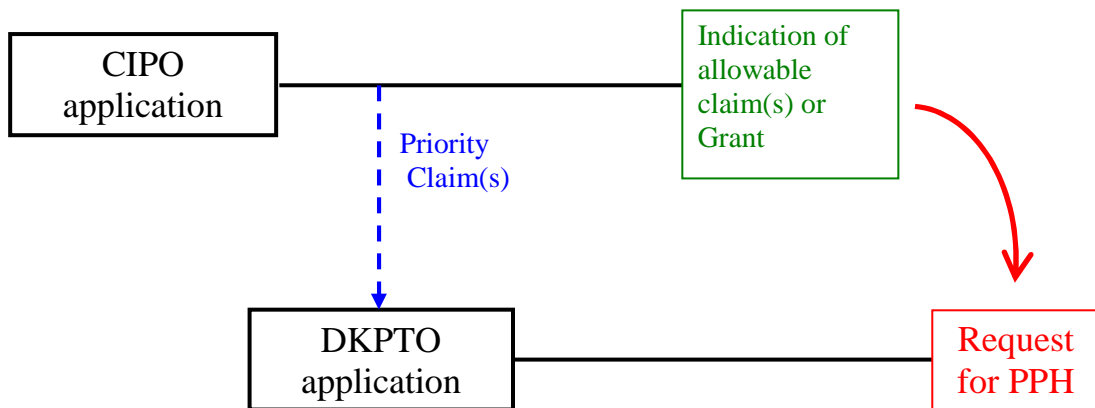 CIPO
application
Indication of
allowable
claim(s) or
Grant
Priority
Claim(s)
DKPTO
application
Request
for PPH